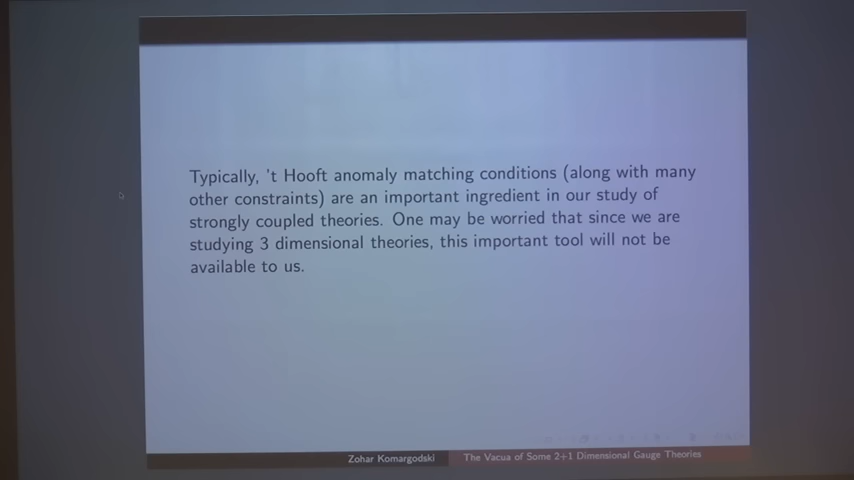 Typically, 't Hooft anomaly matching conditions (along with many
other constraints) are an important ingredient in our study of
strongly coupled theories. One may be worried that since we are
studying 3 dimensional theories, this important tool will not be
available to us.
Zohar Komargodski
The Vacua of Some 2+1 Dimensional Gauge Theories